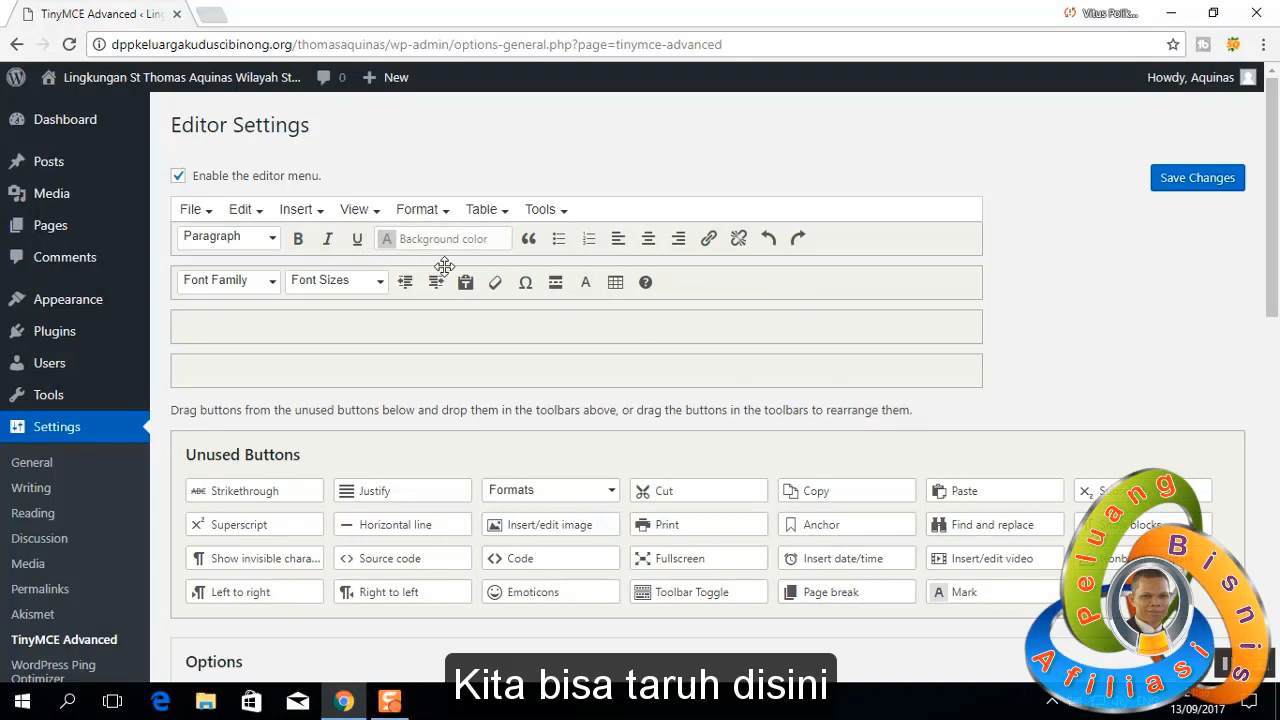 TinyMCE Advanced ‹ Lin
Vitus Polik...
dppkeluargakuduscibinong.org/thomasaquinas/wp-admin/options-general.php?page=tinymce-advanced
Lingkungan St Thomas Aquinas Wilayah St...
0
New
Howdy, Aquinas
Dashboard
Posts
Media
Pages
Comments
Appearance
Plugins
Users
Tools
Settings
General
Writing
Reading
Discussion
Media
Permalinks
Akismet
TinyMCE Advanced
WordPress Ping
Editor Settings
Enable the editor menu.
Save Changes
File Edit Insert View Format Table Tools
Paragraph B I U A Background color
Font Family Font Sizes Ω A
Drag buttons from the unused buttons below and drop them in the toolbars above, or drag the buttons in the toolbars to rearrange them.
Unused Buttons
ABC Strikethrough Justify Formats Cut Copy Paste
Superscript Horizontal line Insert/edit image Print Anchor Find and replace
Show invisible chara... Source code Code Fullscreen Insert date/time Insert/edit video
Left to right Right to left Emoticons Toolbar Toggle Page break A Mark
Options
Kita bisa taruh disini
Peluang
Bisnis
Afiliasi
13/09/2017